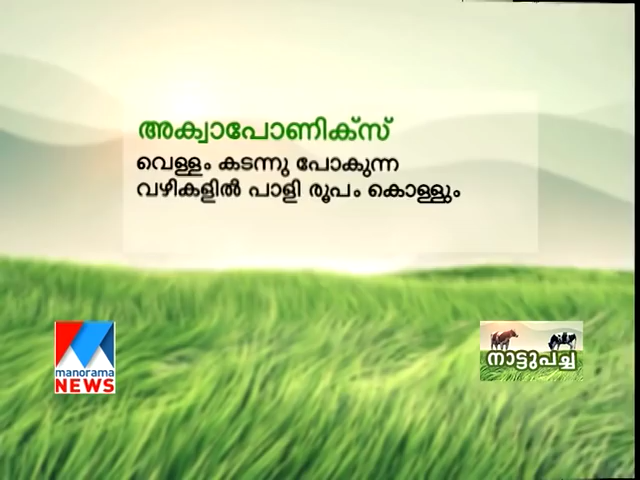 അക്വാപോണിക്സ്
വെള്ളം കടന്നു പോകുന്ന
വഴികളിൽ പാളി രൂപം കൊള്ളും
manorama
NEWS
നാട്ടുപച്ച